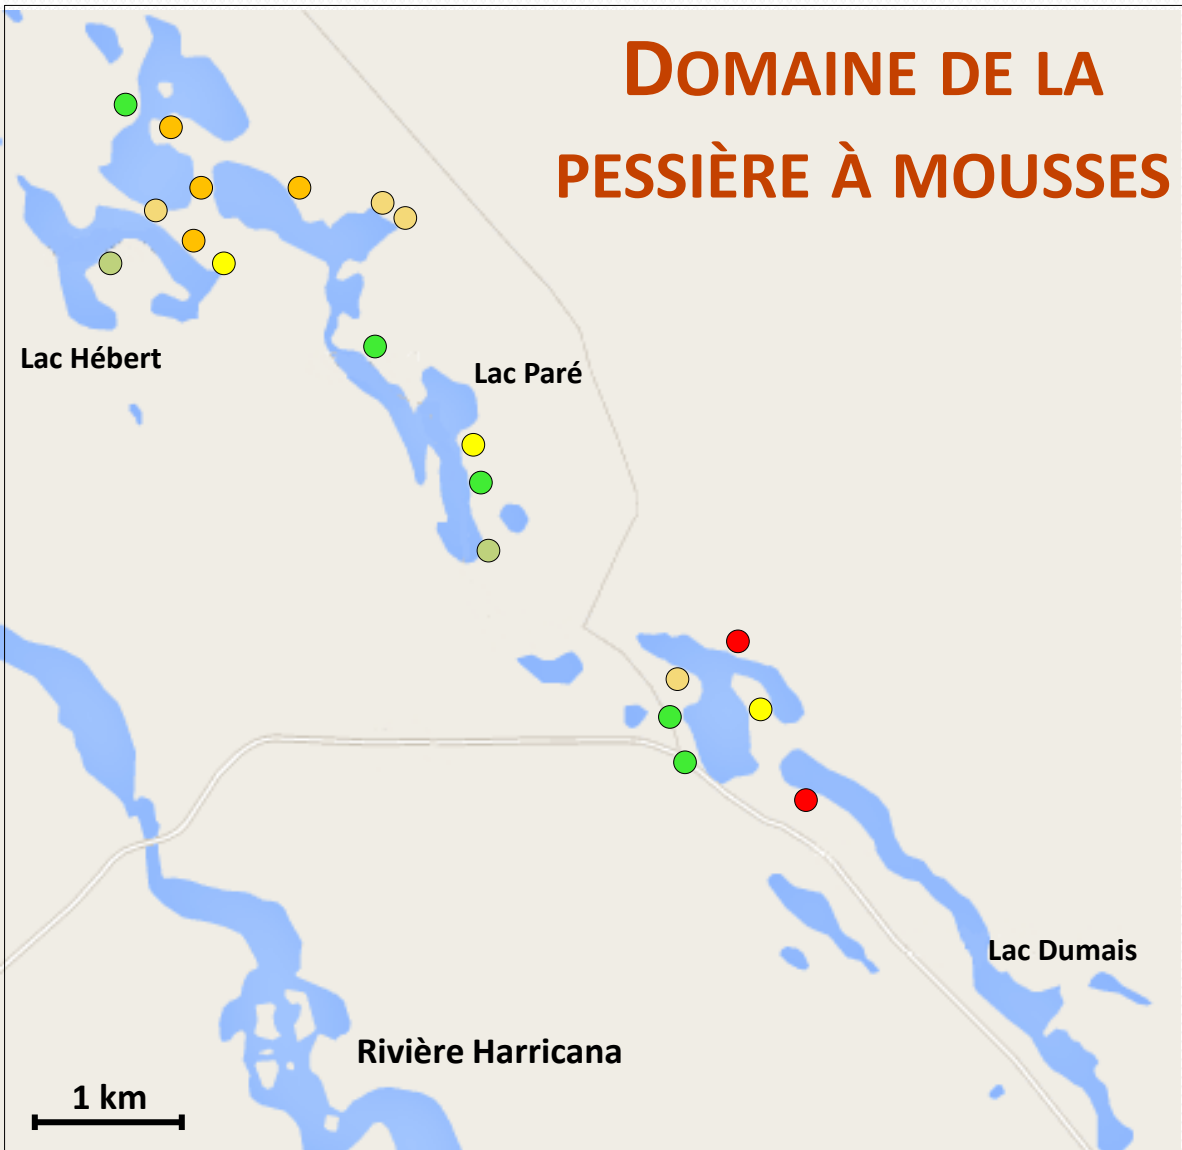 DOMAINE DE LA
PESSIÈRE À MOUSSES
Lac Hébert
Lac Paré
Lac Dumais
Rivière Harricana
1 km